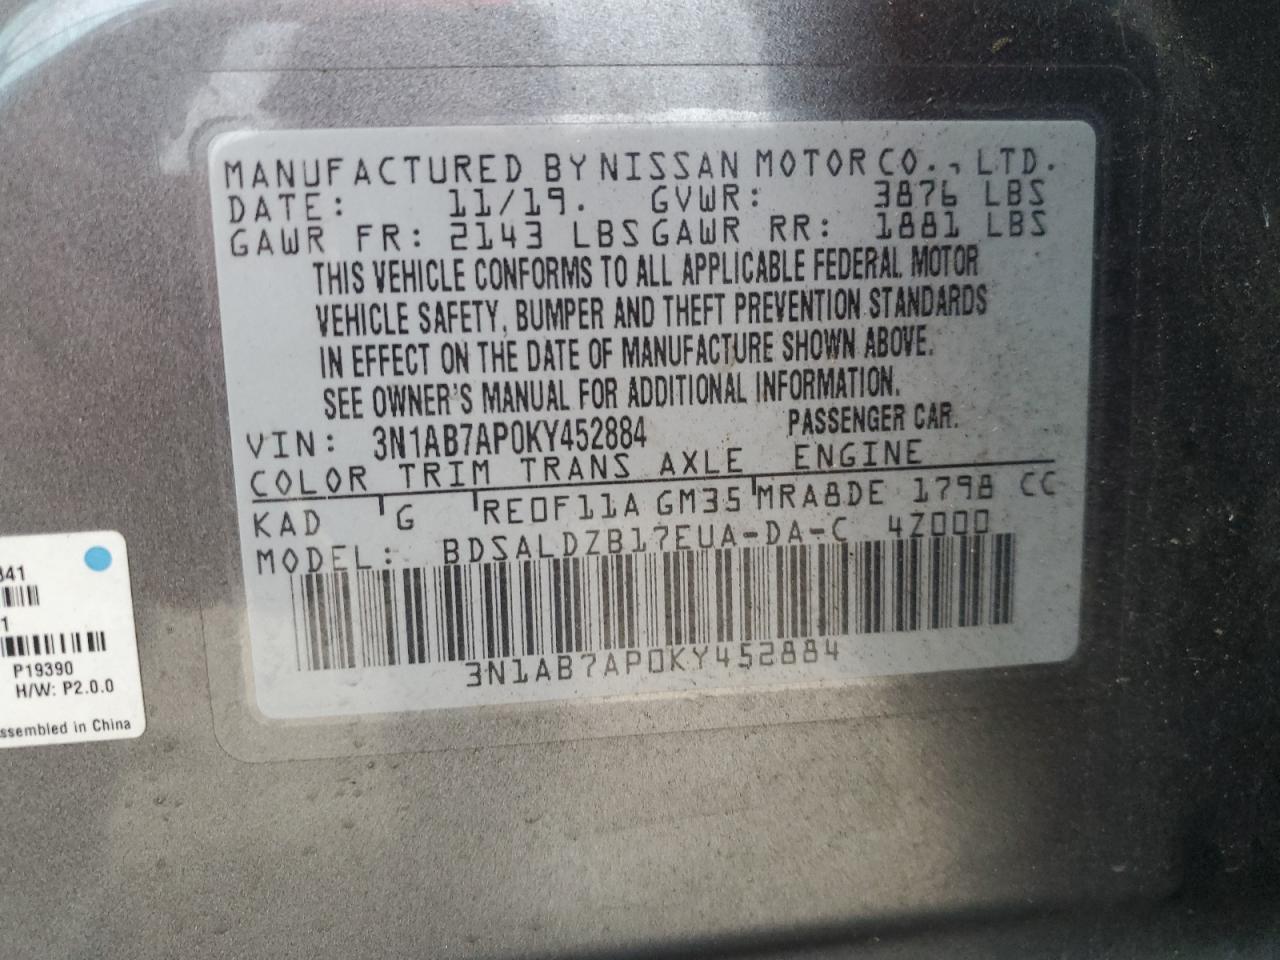 MANUFACTURED BY NISSAN MOTOR CO., LTD.
DATE: 11/19. GVWR: 3876 LBS
GAWR FR: 2143 LBS GAWR RR: 1881 LBS
THIS VEHICLE CONFORMS TO ALL APPLICABLE FEDERAL MOTOR
VEHICLE SAFETY, BUMPER AND THEFT PREVENTION STANDARDS
IN EFFECT ON THE DATE OF MANUFACTURE SHOWN ABOVE.
SEE OWNER'S MANUAL FOR ADDITIONAL INFORMATION.
VIN: 3N1AB7AP0KY452884 PASSENGER CAR.
COLOR TRIM TRANS AXLE ENGINE
KAD G RE0F11A GM35 MRA8DE 1798 CC
MODEL: BDSALDZB17EUA-DA-C 4Z000
3N1AB7AP0KY452884
341
1
P19390
H/W: P2.0.0
ssembled in China